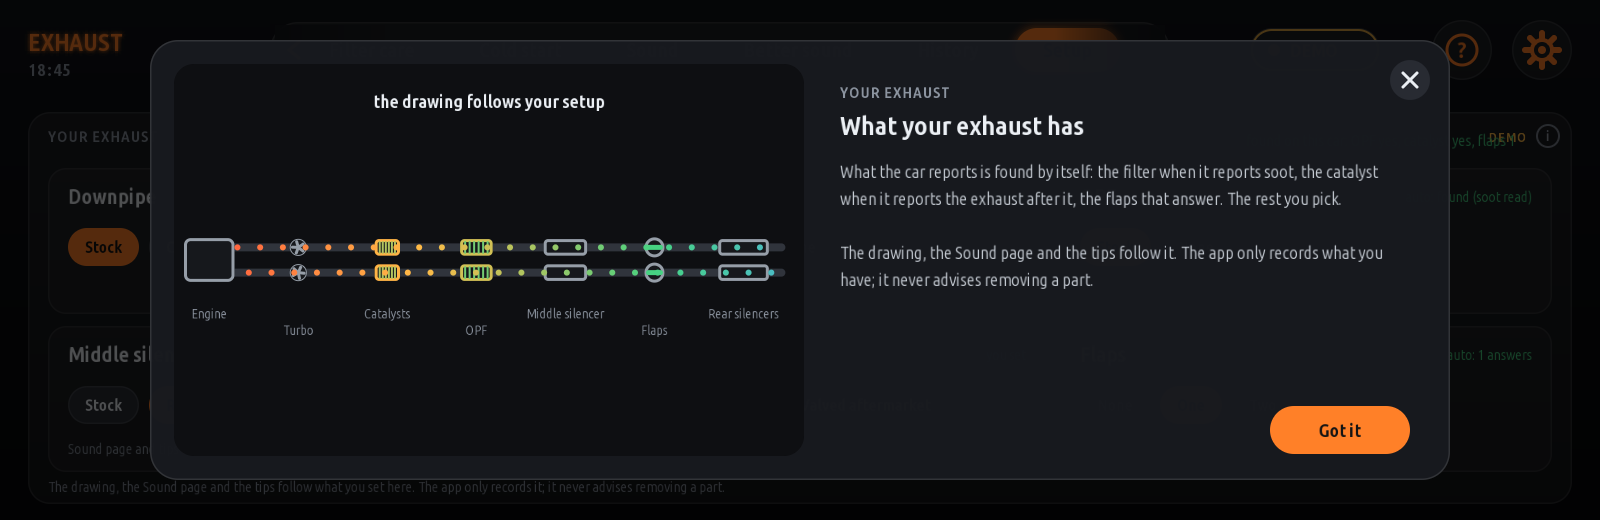 EXHAUST
18:45
?
YOUR EXHAUS
DEMO
i
yes, flaps 1
Downpipe
Stock
und (soot read)
Middle sil
Stock
auto: 1 answers
Sound page an
The drawing, the Sound page and the tips follow what you set here. The app only records it; it never advises removing a part.
the drawing follows your setup
Engine
Turbo
Catalysts
OPF
Middle silencer
Flaps
Rear silencers
YOUR EXHAUST
What your exhaust has
What the car reports is found by itself: the filter when it reports soot, the catalyst
when it reports the exhaust after it, the flaps that answer. The rest you pick.
The drawing, the Sound page and the tips follow it. The app only records what you
have; it never advises removing a part.
Got it